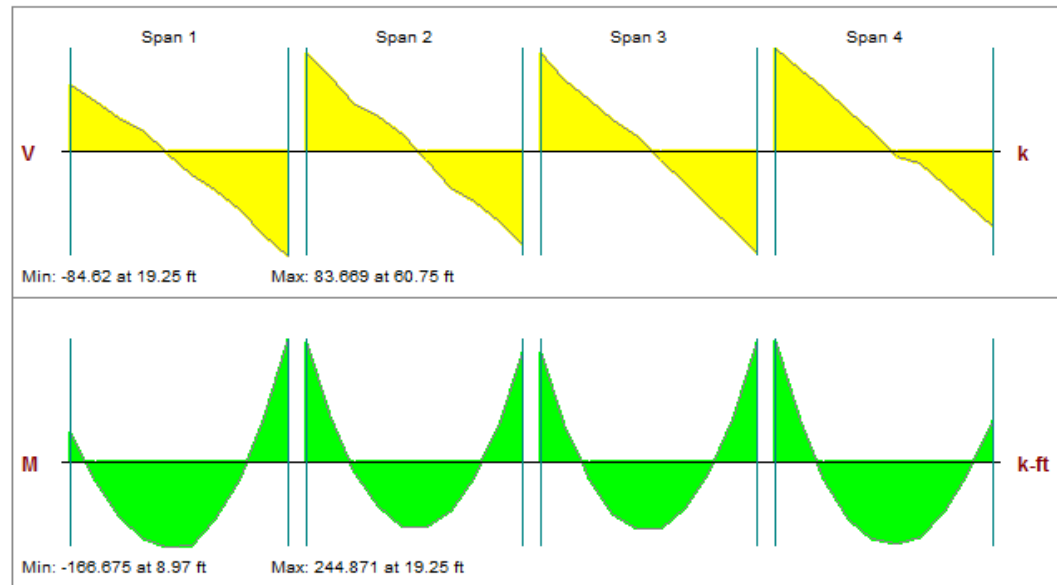 Span 1 Span 2 Span 3 Span 4
V k
Min: -84.62 at 19.25 ft Max: 83.669 at 60.75 ft
M k-ft
Min: -166.675 at 8.97 ft Max: 244.871 at 19.25 ft